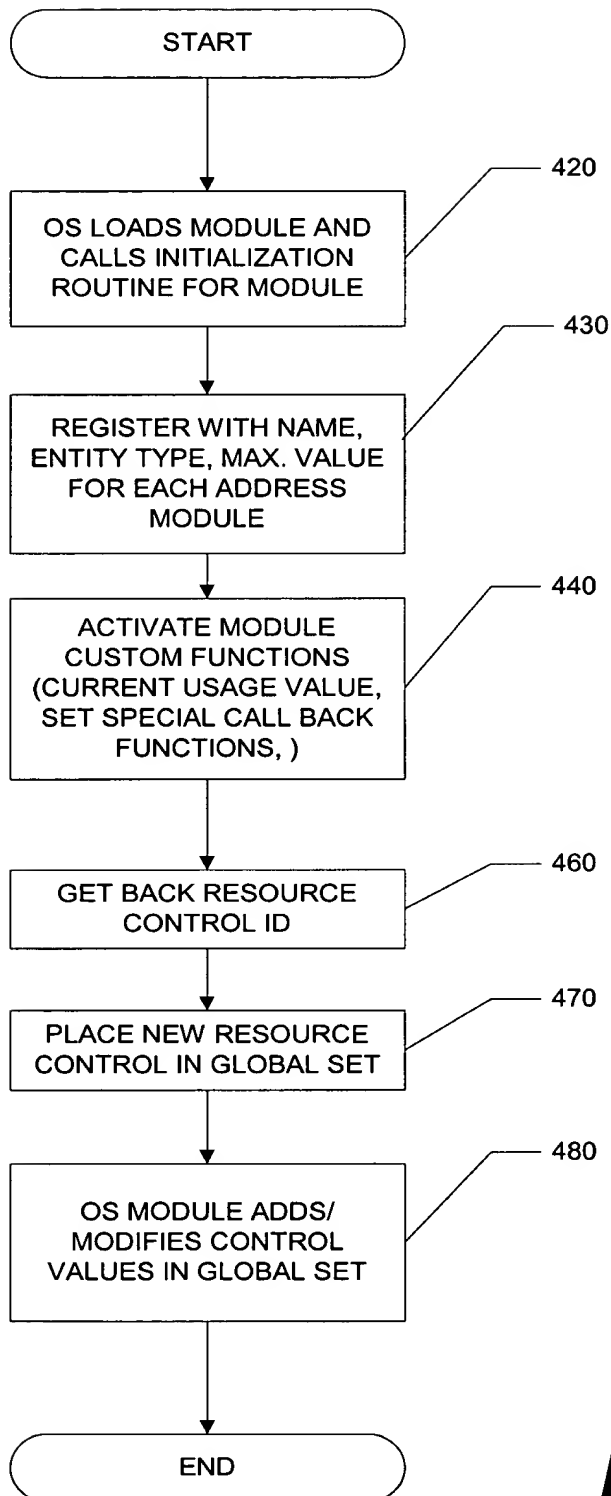 START
420
OS LOADS MODULE AND
CALLS INITIALIZATION
ROUTINE FOR MODULE
430
REGISTER WITH NAME,
ENTITY TYPE, MAX. VALUE
FOR EACH ADDRESS
MODULE
440
ACTIVATE MODULE
CUSTOM FUNCTIONS
(CURRENT USAGE VALUE,
SET SPECIAL CALL BACK
FUNCTIONS, )
460
GET BACK RESOURCE
CONTROL ID
470
PLACE NEW RESOURCE
CONTROL IN GLOBAL SET
480
OS MODULE ADDS/
MODIFIES CONTROL
VALUES IN GLOBAL SET
END